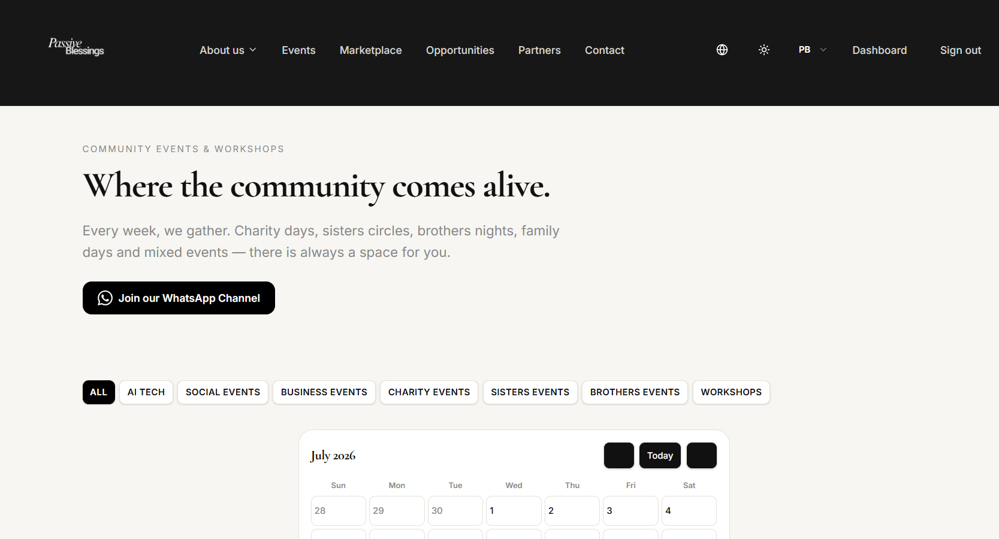 Passive
Blessings
About us
Events
Marketplace
Opportunities
Partners
Contact
PB
Dashboard
Sign out
COMMUNITY EVENTS & WORKSHOPS
Where the community comes alive.
Every week, we gather. Charity days, sisters circles, brothers nights, family
days and mixed events — there is always a space for you.
Join our WhatsApp Channel
ALL
AI TECH
SOCIAL EVENTS
BUSINESS EVENTS
CHARITY EVENTS
SISTERS EVENTS
BROTHERS EVENTS
WORKSHOPS
July 2026
Today
Sun Mon Tue Wed Thu Fri Sat
28 29 30 1 2 3 4